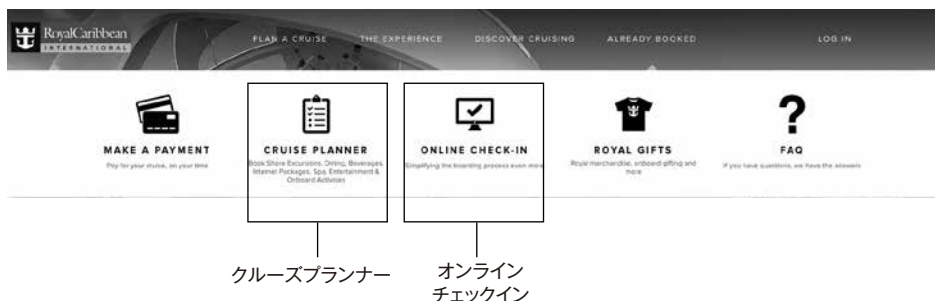 RoyalCaribbean
INTERNATIONAL
PLAN A CRUISE THE EXPERIENCE DISCOVER CRUISING ALREADY BOOKED LOG IN
MAKE A PAYMENT
Pay for your cruise, on your time
CRUISE PLANNER
Book Shore Excursions, Dining, Beverages
Internet Packages, Spa, Entertainment &
Onboard Activities
ONLINE CHECK-IN
Simplifying the boarding process even more
ROYAL GIFTS
Royal merchandise, onboard gifting and
more
FAQ
If you have questions, we have the answers
クルーズプランナー
オンライン
チェックイン